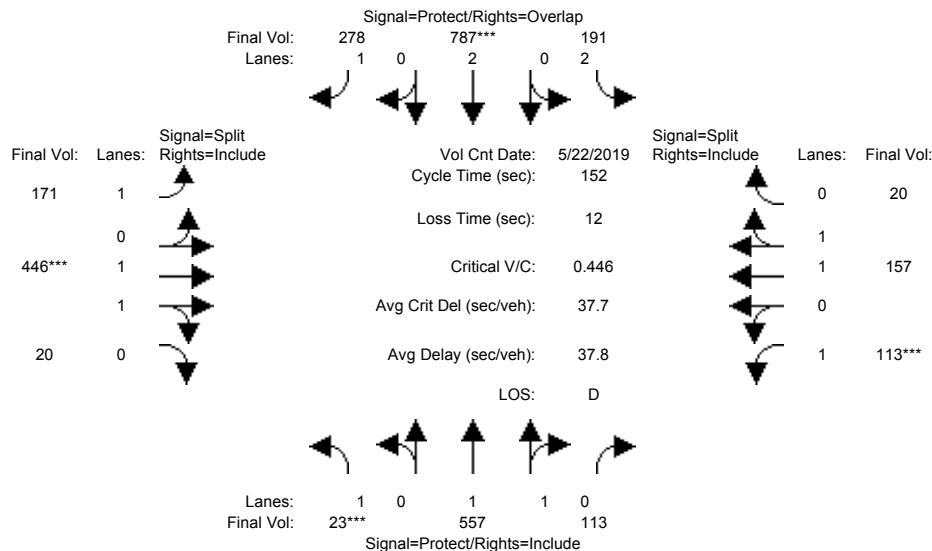 Signal=Protect/Rights=Overlap
Final Vol: 278 787*** 191
Lanes: 1 0 2 0 2
Signal=Split Signal=Split
Final Vol: Lanes: Rights=Include Vol Cnt Date: 5/22/2019 Rights=Include Lanes: Final Vol:
Cycle Time (sec): 152
171 1 0 20
Loss Time (sec): 12
0 1
446*** 1 Critical V/C: 0.446 1 157
1 Avg Crit Del (sec/veh): 37.7 0
20 0 Avg Delay (sec/veh): 37.8 1 113***
LOS: D
Lanes: 1 0 1 1 0
Final Vol: 23*** 557 113
Signal=Protect/Rights=Include